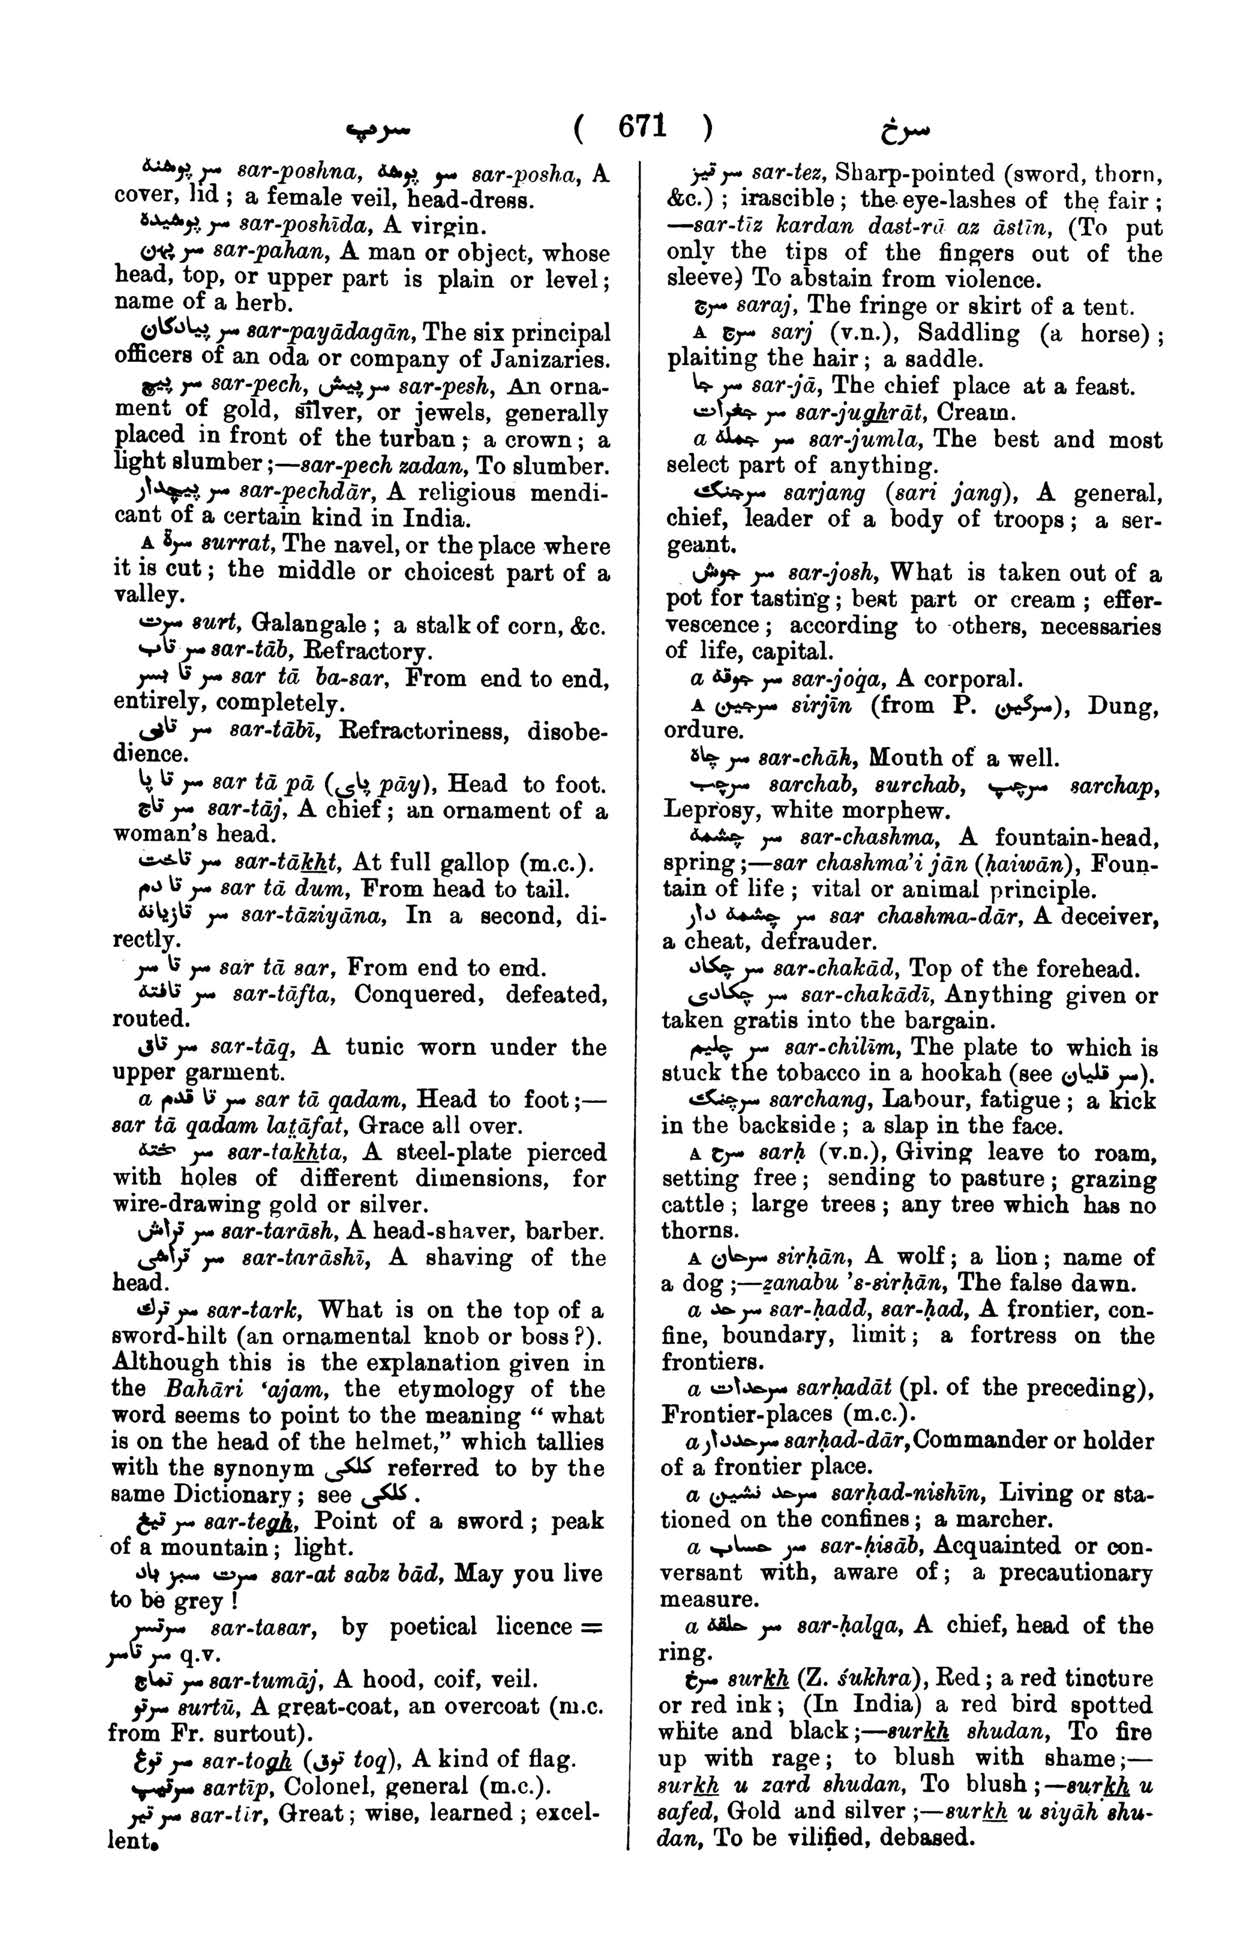 سرپ ( 671 ) سرخ
سر پوشنه sar-poshna, سر پوشه sar-posha, A
cover, lid ; a female veil, head-dress.
سر پوشیده sar-poshīda, A virgin.
سر پهن sar-pahan, A man or object, whose
head, top, or upper part is plain or level ;
name of a herb.
سر پیادگان sar-payādagān, The six principal
officers of an oda or company of Janizaries.
سر پیچ sar-pech, سر پیش sar-pesh, An orna-
ment of gold, silver, or jewels, generally
placed in front of the turban ; a crown ; a
light slumber ;—sar-pech zadan, To slumber.
سر پیچدار sar-pechdār, A religious mendi-
cant of a certain kind in India.
A سرة surrat, The navel, or the place where
it is cut ; the middle or choicest part of a
valley.
سرت surt, Galangale ; a stalk of corn, &c.
سر تاب sar-tāb, Refractory.
سر تا بسر sar tā ba-sar, From end to end,
entirely, completely.
سر تابی sar-tābī, Refractoriness, disobe-
dience.
سر تا پا sar tā pā (پای pāy), Head to foot.
سر تاج sar-tāj, A chief ; an ornament of a
woman's head.
سر تاخت sar-tākht, At full gallop (m.c.).
سر تا دم sar tā dum, From head to tail.
سر تازیانه sar-tāziyāna, In a second, di-
rectly.
سر تا سر sar tā sar, From end to end.
سر تافته sar-tāfta, Conquered, defeated,
routed.
سر تاق sar-tāq, A tunic worn under the
upper garment.
a سر تا قدم sar tā qadam, Head to foot ;—
sar tā qadam lat̤āfat, Grace all over.
سر تخته sar-takhta, A steel-plate pierced
with holes of different dimensions, for
wire-drawing gold or silver.
سر تراش sar-tarāsh, A head-shaver, barber.
سر تراشی sar-tarāshī, A shaving of the
head.
سر ترك sar-tark, What is on the top of a
sword-hilt (an ornamental knob or boss ?).
Although this is the explanation given in
the Bahāri ʻajam, the etymology of the
word seems to point to the meaning “ what
is on the head of the helmet,” which tallies
with the synonym کلکی referred to by the
same Dictionary ; see کلکی .
سر تیغ sar-tegh, Point of a sword ; peak
of a mountain ; light.
سرت سبز باد sar-at sabz bād, May you live
to be grey !
سرتسر sar-tasar, by poetical licence =
سر تاسر q.v.
سر تماج sar-tumāj, A hood, coif, veil.
سرتو surtū, A great-coat, an overcoat (m.c.
from Fr. surtout).
سر توغ sar-togh (توق toq), A kind of flag.
سرتیپ sartīp, Colonel, general (m.c.).
سر تیر sar-tīr, Great ; wise, learned ; excel-
lent.
سر تیز sar-tez, Sharp-pointed (sword, thorn,
&c.) ; irascible ; the eye-lashes of the fair ;
—sar-tīz kardan dast-rū az āstīn, (To put
only the tips of the fingers out of the
sleeve) To abstain from violence.
سرج saraj, The fringe or skirt of a tent.
A سرج sarj (v.n.), Saddling (a horse) ;
plaiting the hair ; a saddle.
سر جا sar-jā, The chief place at a feast.
سر جغرات sar-jughrāt, Cream.
a سر جمله sar-jumla, The best and most
select part of anything.
سرجنگ sarjang (sari jang), A general,
chief, leader of a body of troops ; a ser-
geant.
سر جوش sar-josh, What is taken out of a
pot for tasting ; best part or cream ; effer-
vescence ; according to others, necessaries
of life, capital.
a سر جوقه sar-joqa, A corporal.
A سرجین sirjīn (from P. سرگین), Dung,
ordure.
سر چاه sar-chāh, Mouth of a well.
سرچب sarchab, surchab, سرچپ sarchap,
Leprosy, white morphew.
سر چشمه sar-chashma, A fountain-head,
spring ;—sar chashma'i jān (ḥaiwān), Foun-
tain of life ; vital or animal principle.
سر چشمه دار sar chashma-dār, A deceiver,
a cheat, defrauder.
سر چکاد sar-chakād, Top of the forehead.
سر چکادی sar-chakādī, Anything given or
taken gratis into the bargain.
سر چلیم sar-chilīm, The plate to which is
stuck the tobacco in a hookah (see سر قلیان).
سرچنگ sarchang, Labour, fatigue ; a kick
in the backside ; a slap in the face.
A سرح sarḥ (v.n.), Giving leave to roam,
setting free ; sending to pasture ; grazing
cattle ; large trees ; any tree which has no
thorns.
A سرحان sirḥān, A wolf ; a lion ; name of
a dog ;—ẕanabu 's-sirḥān, The false dawn.
a سر حد sar-ḥadd, sar-ḥad, A frontier, con-
fine, boundary, limit ; a fortress on the
frontiers.
a سرحدات sarḥadāt (pl. of the preceding),
Frontier-places (m.c.).
a سرحددار sarḥad-dār, Commander or holder
of a frontier place.
a سرحد نشین sarḥad-nishīn, Living or sta-
tioned on the confines ; a marcher.
a سر حساب sar-ḥisāb, Acquainted or con-
versant with, aware of ; a precautionary
measure.
a سر حلقه sar-ḥalqa, A chief, head of the
ring.
سرخ surkh (Z. śukhra), Red ; a red tincture
or red ink ; (In India) a red bird spotted
white and black ;—surkh shudan, To fire
up with rage ; to blush with shame ;—
surkh u zard shudan, To blush ;—surkh u
safed, Gold and silver ;—surkh u siyāh shu-
dan, To be vilified, debased.